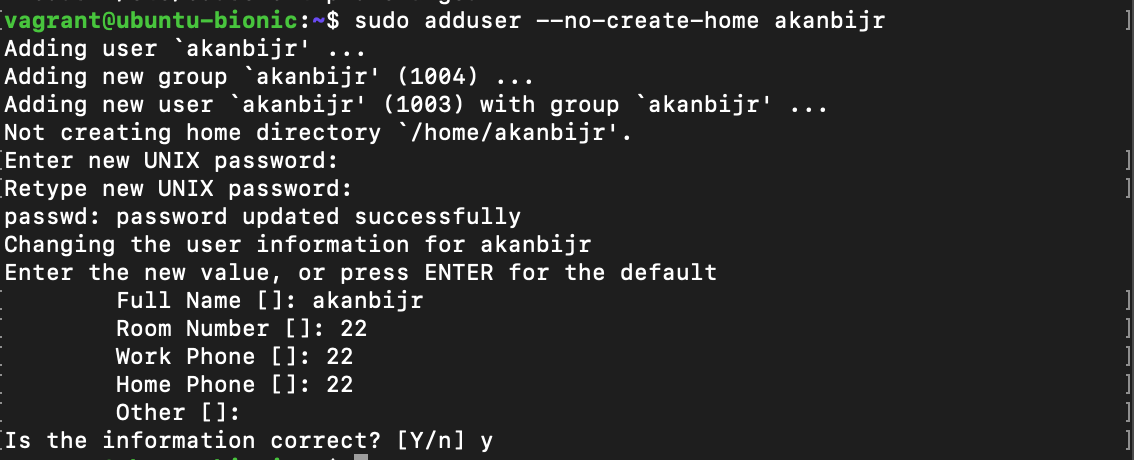 vagrant@ubuntu-bionic:~$ sudo adduser --no-create-home akanbijr
Adding user `akanbijr' ...
Adding new group `akanbijr' (1004) ...
Adding new user `akanbijr' (1003) with group `akanbijr' ...
Not creating home directory `/home/akanbijr'.
Enter new UNIX password:
Retype new UNIX password:
passwd: password updated successfully
Changing the user information for akanbijr
Enter the new value, or press ENTER for the default
Full Name []: akanbijr
Room Number []: 22
Work Phone []: 22
Home Phone []: 22
Other []:
Is the information correct? [Y/n] y